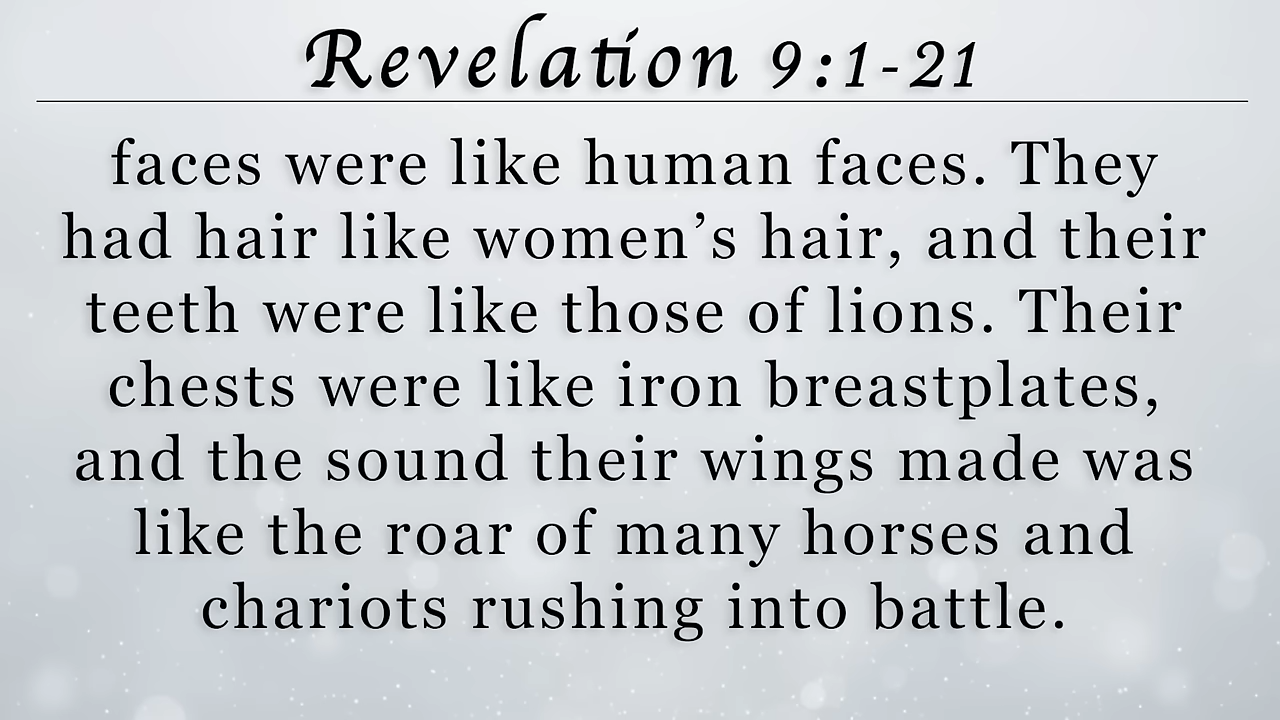 Revelation 9:1-21
faces were like human faces. They
had hair like women’s hair, and their
teeth were like those of lions. Their
chests were like iron breastplates,
and the sound their wings made was
like the roar of many horses and
chariots rushing into battle.